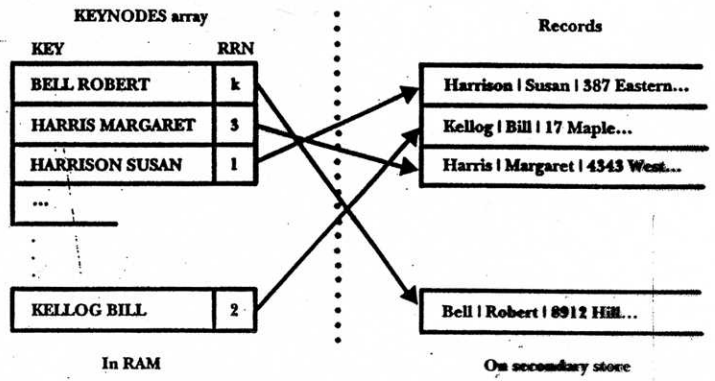 KEYNODES array
Records
KEY RRN
BELL ROBERT k
HARRIS MARGARET 3
HARRISON SUSAN 1
...
KELLOG BILL 2
In RAM
Harrison | Susan | 387 Eastern...
Kellog | Bill | 17 Maple...
Harris | Margaret | 4343 West...
Bell | Robert | 8912 Hill...
On secondary store